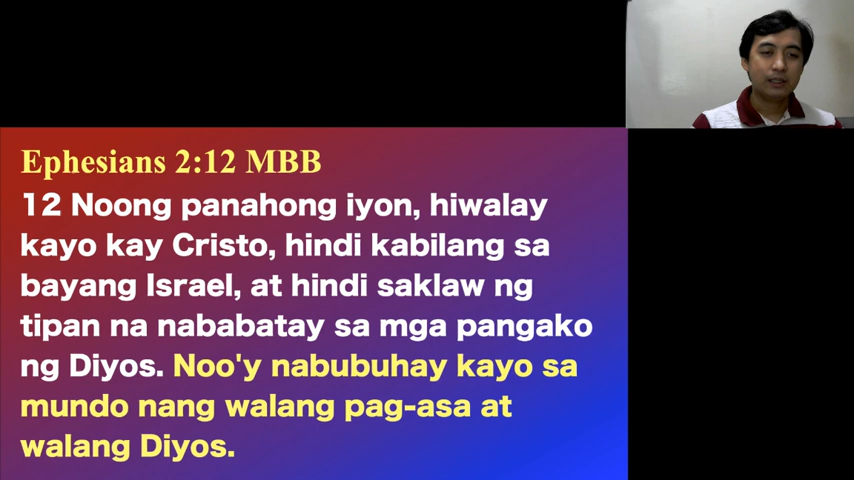 Ephesians 2:12 MBB
12 Noong panahong iyon, hiwalay
kayo kay Cristo, hindi kabilang sa
bayang Israel, at hindi saklaw ng
tipan na nababatay sa mga pangako
ng Diyos. Noo'y nabubuhay kayo sa
mundo nang walang pag-asa at
walang Diyos.